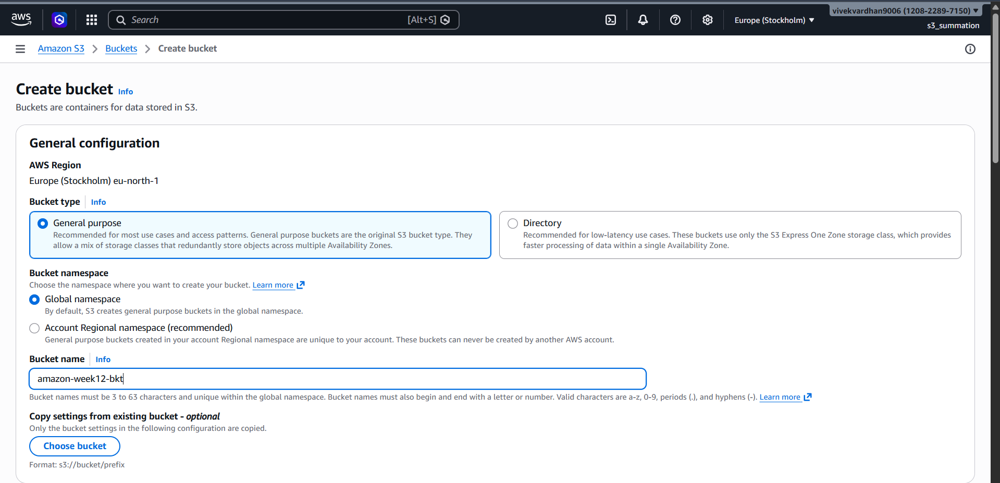 aws
Search [Alt+S]
Europe (Stockholm)
vivekvardhan9006 (1208-2289-7150)
s3_summation
Amazon S3 Buckets Create bucket
Create bucket Info
Buckets are containers for data stored in S3.
General configuration
AWS Region
Europe (Stockholm) eu-north-1
Bucket type Info
General purpose
Recommended for most use cases and access patterns. General purpose buckets are the original S3 bucket type. They
allow a mix of storage classes that redundantly store objects across multiple Availability Zones.
Directory
Recommended for low-latency use cases. These buckets use only the S3 Express One Zone storage class, which provides
faster processing of data within a single Availability Zone.
Bucket namespace
Choose the namespace where you want to create your bucket. Learn more
Global namespace
By default, S3 creates general purpose buckets in the global namespace.
Account Regional namespace (recommended)
General purpose buckets created in your account Regional namespace are unique to your account. These buckets can never be created by another AWS account.
Bucket name Info
amazon-week12-bkt
Bucket names must be 3 to 63 characters and unique within the global namespace. Bucket names must also begin and end with a letter or number. Valid characters are a-z, 0-9, periods (.), and hyphens (-). Learn more
Copy settings from existing bucket - optional
Only the bucket settings in the following configuration are copied.
Choose bucket
Format: s3://bucket/prefix